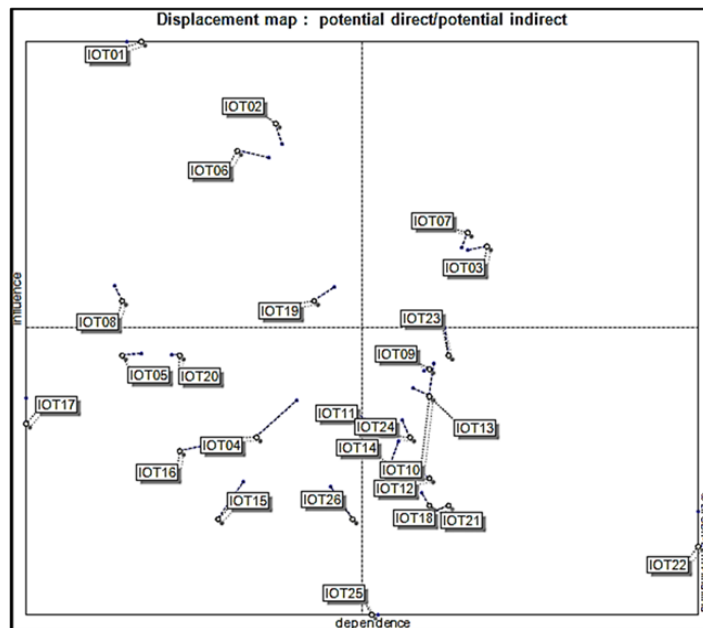 Displacement map : potential direct/potential indirect
IOT01
IOT02
IOT06
IOT07
IOT03
influence
IOT08
IOT19
IOT23
IOT09
IOT05
IOT20
IOT17
IOT11
IOT24
IOT13
IOT04
IOT14
IOT16
IOT10
IOT12
IOT15
IOT26
IOT18
IOT21
IOT22
IOT25
dependence